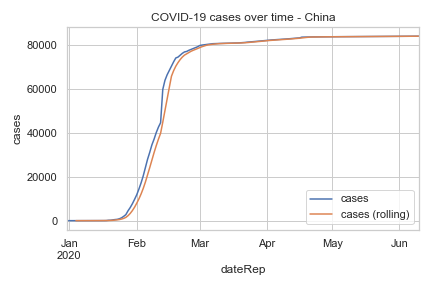 COVID-19 cases over time - China
80000
60000
40000
20000
0
cases
cases
cases (rolling)
Jan Feb Mar Apr May Jun
2020
dateRep